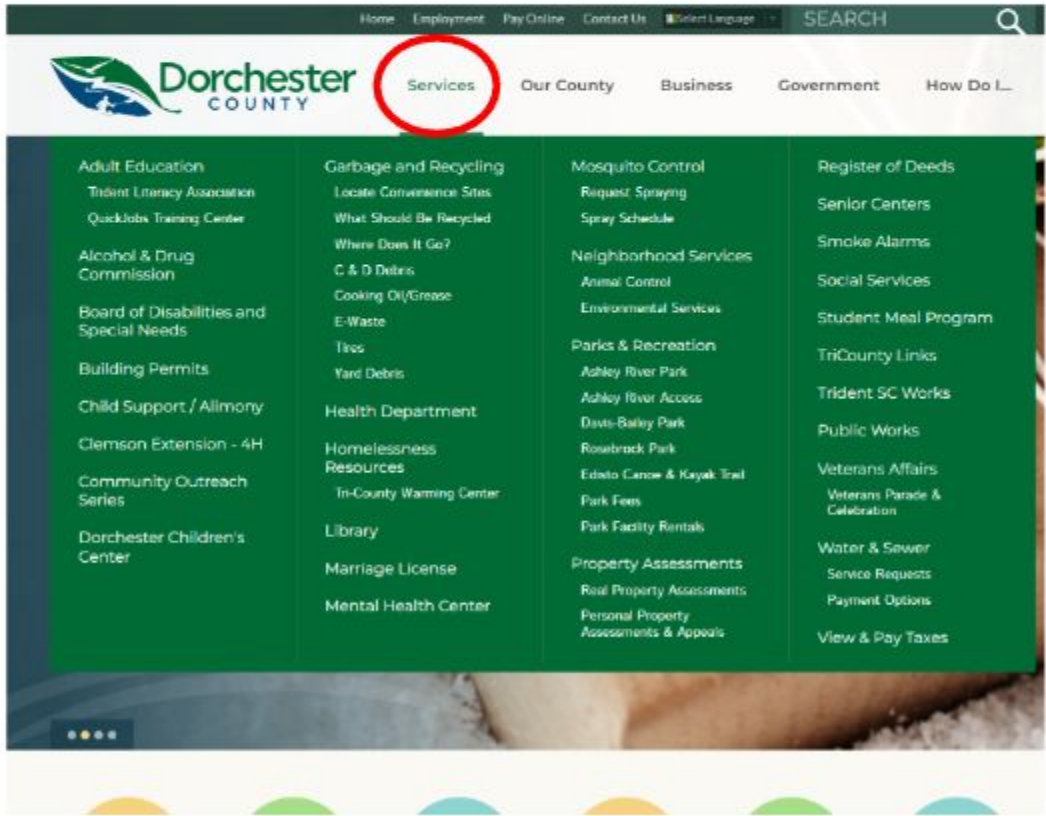 Home Employment Pay Online Contact Us Select Language SEARCH
Dorchester
COUNTY
Services Our County Business Government How Do I...
Adult Education
Trident Literacy Association
QuickJobs Training Center
Alcohol & Drug
Commission
Board of Disabilities and
Special Needs
Building Permits
Child Support / Alimony
Clemson Extension - 4H
Community Outreach
Series
Dorchester Children's
Center
Garbage and Recycling
Locate Convenience Sites
What Should Be Recycled
Where Does It Go?
C & D Debris
Cooking Oil/Grease
E-Waste
Tires
Yard Debris
Health Department
Homelessness
Resources
Tri-County Warming Center
Library
Marriage License
Mental Health Center
Mosquito Control
Request Spraying
Spray Schedule
Neighborhood Services
Animal Control
Environmental Services
Parks & Recreation
Ashley River Park
Ashley River Access
Davis-Bailey Park
Rosebrock Park
Edisto Canoe & Kayak Trail
Park Fees
Park Facility Rentals
Property Assessments
Real Property Assessments
Personal Property
Assessments & Appeals
Register of Deeds
Senior Centers
Smoke Alarms
Social Services
Student Meal Program
TriCounty Links
Trident SC Works
Public Works
Veterans Affairs
Veterans Parade &
Celebration
Water & Sewer
Service Requests
Payment Options
View & Pay Taxes